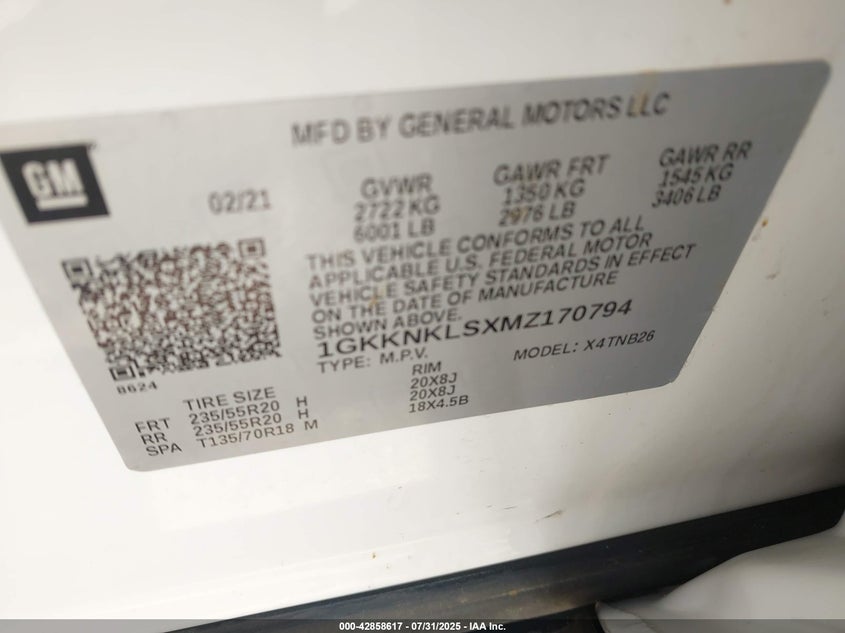 MFD BY GENERAL MOTORS LLC
GM
02/21
GVWR
2722 KG
6001 LB
GAWR FRT
1350 KG
2976 LB
GAWR RR
1545 KG
3406 LB
THIS VEHICLE CONFORMS TO ALL
APPLICABLE U.S. FEDERAL MOTOR
VEHICLE SAFETY STANDARDS IN EFFECT
ON THE DATE OF MANUFACTURE
SHOWN ABOVE.
1GKKNKLSXMZ170794
TYPE: M.P.V.
MODEL: X4TNB26
8624
TIRE SIZE
RIM
FRT 235/55R20 H 20X8J
RR 235/55R20 H 20X8J
SPA T135/70R18 M 18X4.5B
000-42858617 - 07/31/2025 - IAA Inc.